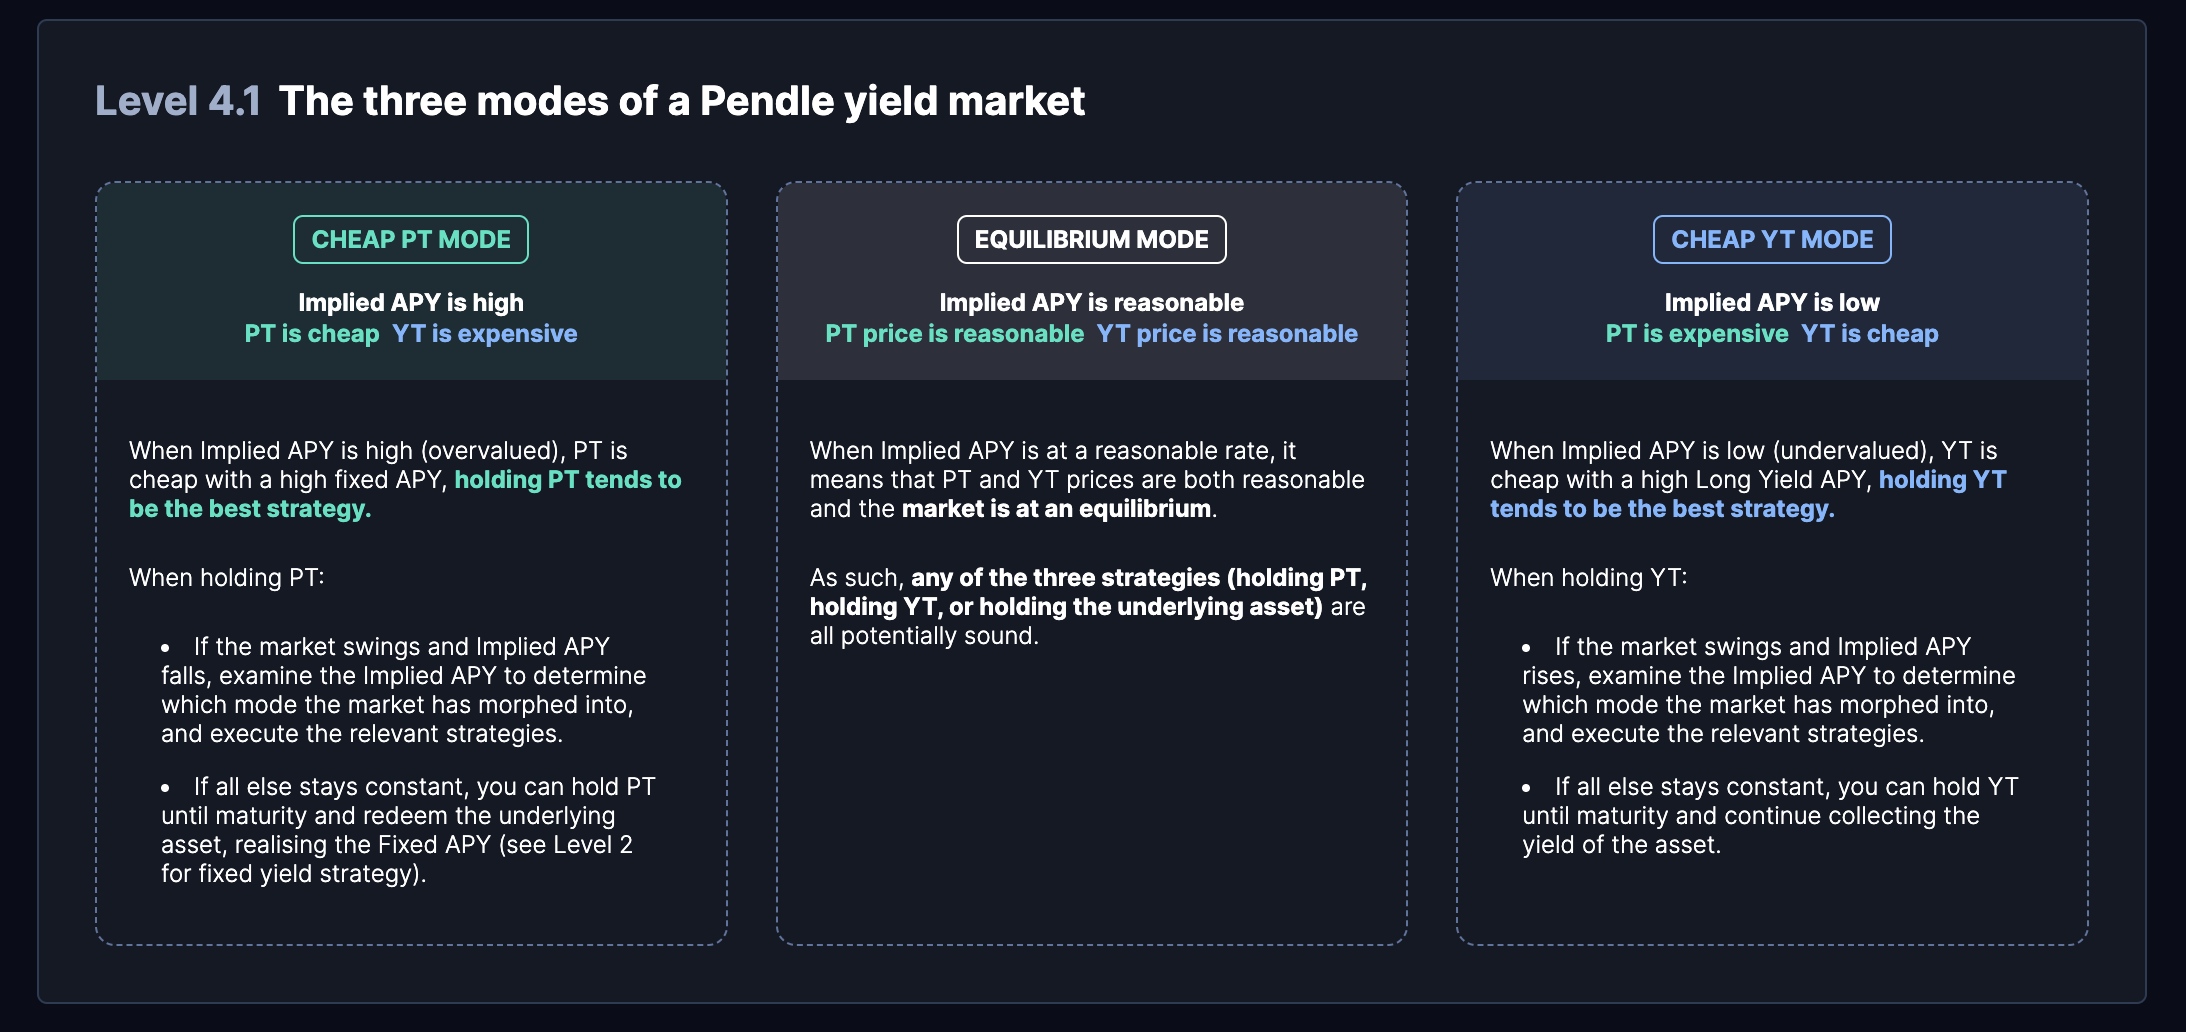 Level 4.1 The three modes of a Pendle yield market
CHEAP PT MODE
Implied APY is high
PT is cheap YT is expensive
When Implied APY is high (overvalued), PT is
cheap with a high fixed APY, holding PT tends to
be the best strategy.
When holding PT:
• If the market swings and Implied APY
falls, examine the Implied APY to determine
which mode the market has morphed into,
and execute the relevant strategies.
• If all else stays constant, you can hold PT
until maturity and redeem the underlying
asset, realising the Fixed APY (see Level 2
for fixed yield strategy).
EQUILIBRIUM MODE
Implied APY is reasonable
PT price is reasonable YT price is reasonable
When Implied APY is at a reasonable rate, it
means that PT and YT prices are both reasonable
and the market is at an equilibrium.
As such, any of the three strategies (holding PT,
holding YT, or holding the underlying asset) are
all potentially sound.
CHEAP YT MODE
Implied APY is low
PT is expensive YT is cheap
When Implied APY is low (undervalued), YT is
cheap with a high Long Yield APY, holding YT
tends to be the best strategy.
When holding YT:
• If the market swings and Implied APY
rises, examine the Implied APY to determine
which mode the market has morphed into,
and execute the relevant strategies.
• If all else stays constant, you can hold YT
until maturity and continue collecting the
yield of the asset.